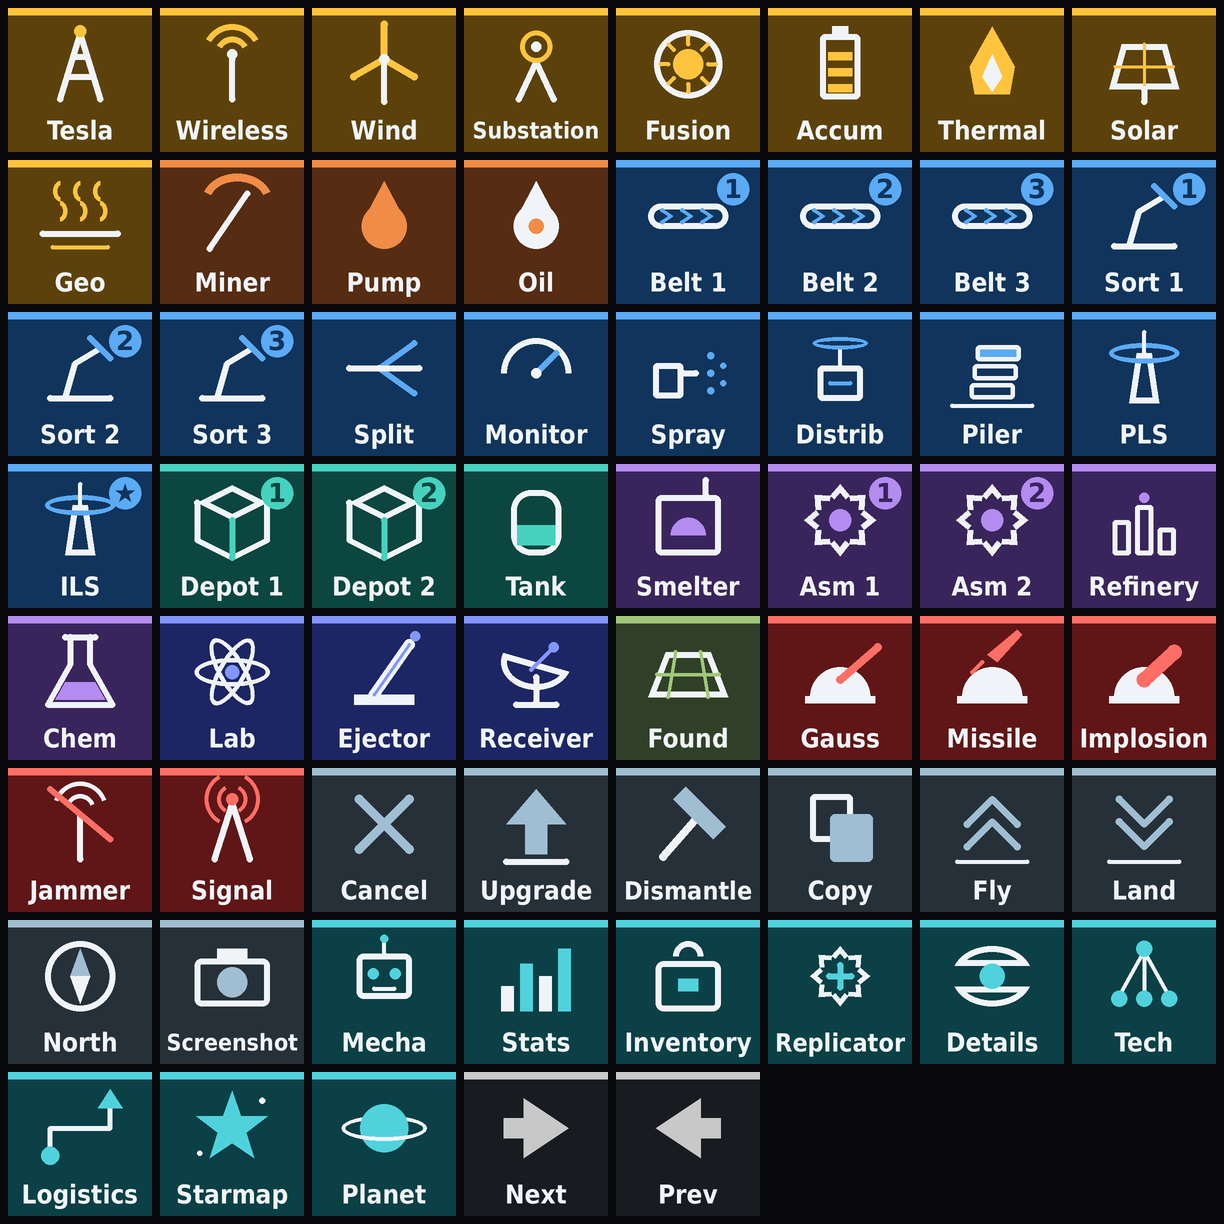 Tesla Wireless Wind Substation Fusion Accum Thermal Solar
1 2 3 1
Geo Miner Pump Oil Belt 1 Belt 2 Belt 3 Sort 1
2 3
Sort 2 Sort 3 Split Monitor Spray Distrib Piler PLS
1 2 1 2
ILS Depot 1 Depot 2 Tank Smelter Asm 1 Asm 2 Refinery
Chem Lab Ejector Receiver Found Gauss Missile Implosion
Jammer Signal Cancel Upgrade Dismantle Copy Fly Land
North Screenshot Mecha Stats Inventory Replicator Details Tech
Logistics Starmap Planet Next Prev